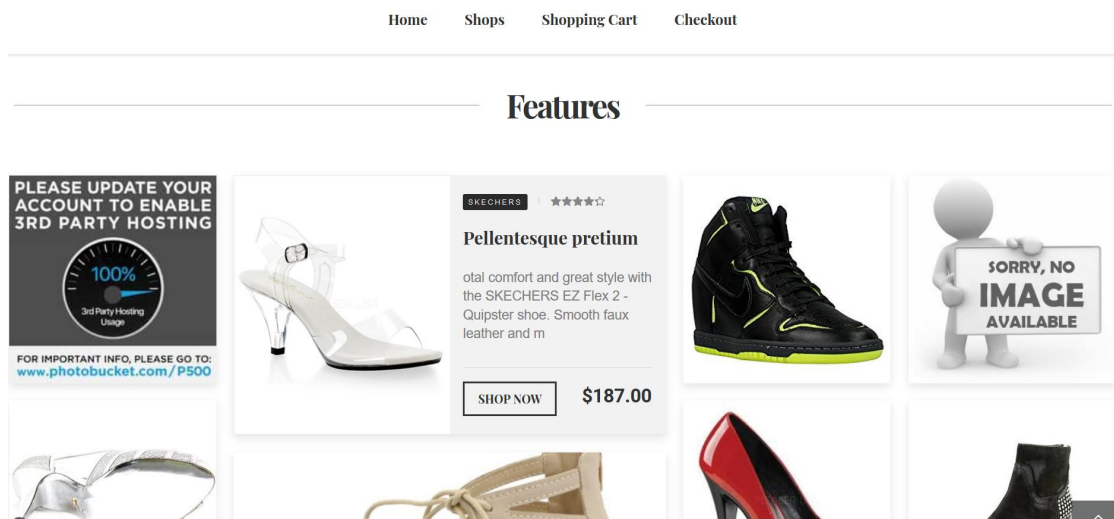 Home Shops Shopping Cart Checkout
Features
PLEASE UPDATE YOUR
ACCOUNT TO ENABLE
3RD PARTY HOSTING
100%
3rd Party Hosting
Usage
FOR IMPORTANT INFO, PLEASE GO TO:
www.photobucket.com/P500
SKECHERS
Pellentesque pretium
otal comfort and great style with
the SKECHERS EZ Flex 2 -
Quipster shoe. Smooth faux
leather and m
SHOP NOW $187.00
NIKE
SORRY, NO
IMAGE
AVAILABLE